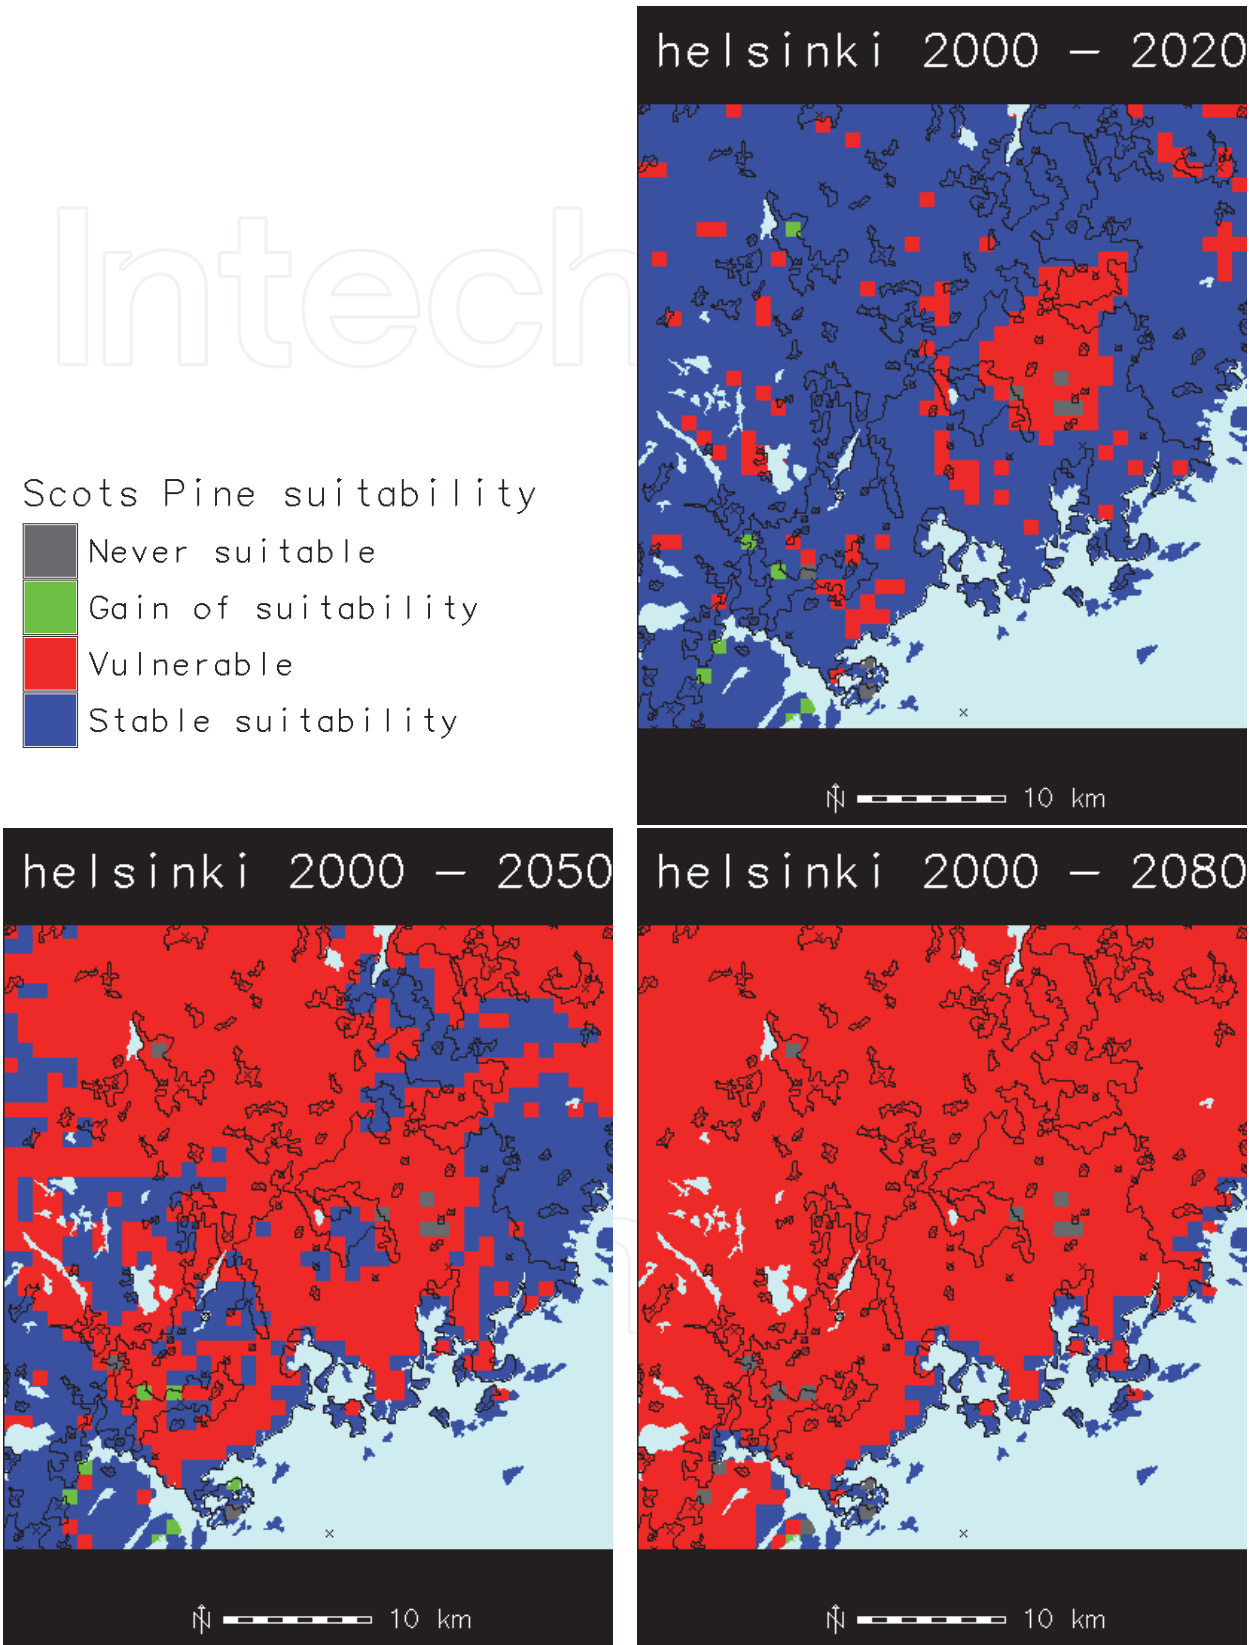 helsinki 2000 - 2020
Intech
Scots Pine suitability
Never suitable
Gain of suitability
Vulnerable
Stable suitability
N 10 km
helsinki 2000 - 2050
helsinki 2000 - 2080
N 10 km
N 10 km